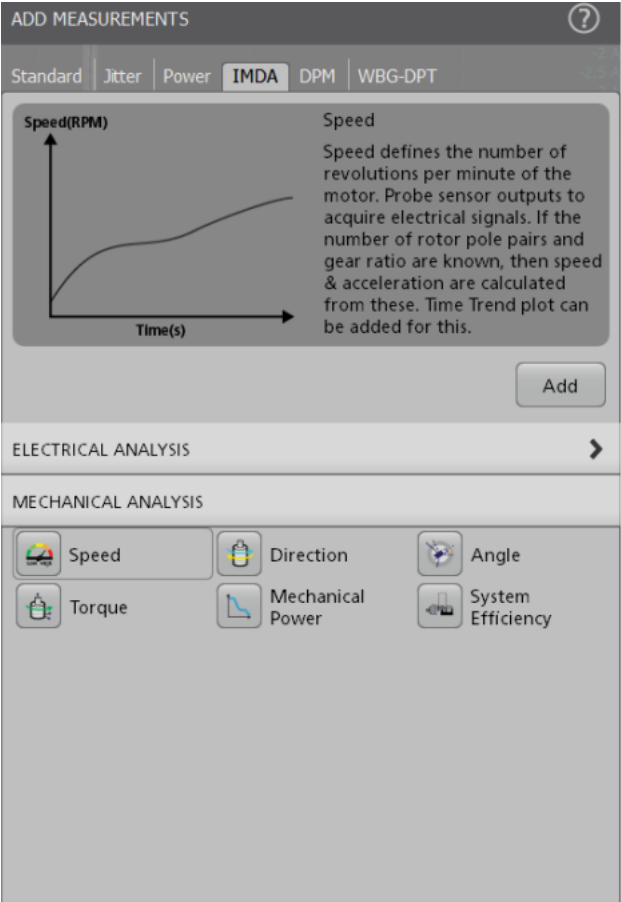 ADD MEASUREMENTS
?
Standard
Jitter
Power
IMDA
DPM
WBG-DPT
Speed(RPM)
Time(s)
Speed
Speed defines the number of
revolutions per minute of the
motor. Probe sensor outputs to
acquire electrical signals. If the
number of rotor pole pairs and
gear ratio are known, then speed
& acceleration are calculated
from these. Time Trend plot can
be added for this.
Add
ELECTRICAL ANALYSIS
MECHANICAL ANALYSIS
Speed
Direction
Angle
Torque
Mechanical
Power
System
Efficiency